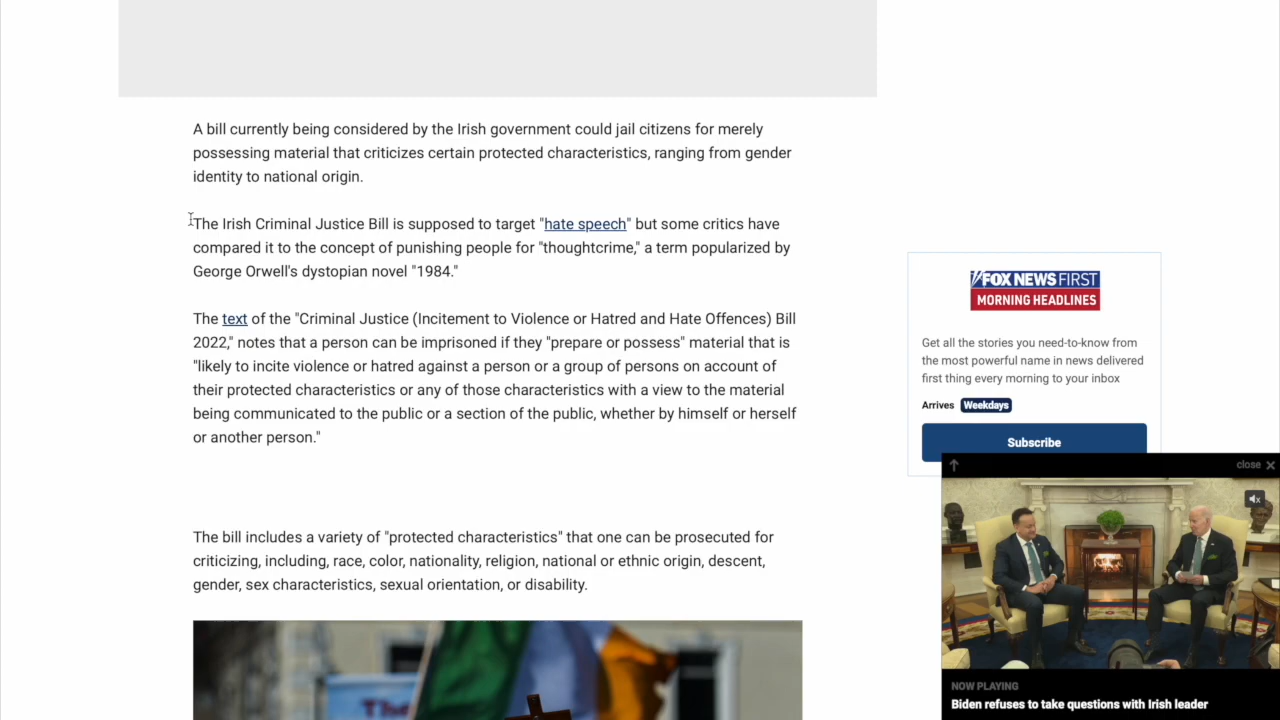 A bill currently being considered by the Irish government could jail citizens for merely
possessing material that criticizes certain protected characteristics, ranging from gender
identity to national origin.
The Irish Criminal Justice Bill is supposed to target "hate speech" but some critics have
compared it to the concept of punishing people for "thoughtcrime," a term popularized by
George Orwell's dystopian novel "1984."
The text of the "Criminal Justice (Incitement to Violence or Hatred and Hate Offences) Bill
2022," notes that a person can be imprisoned if they "prepare or possess" material that is
"likely to incite violence or hatred against a person or a group of persons on account of
their protected characteristics or any of those characteristics with a view to the material
being communicated to the public or a section of the public, whether by himself or herself
or another person."
The bill includes a variety of "protected characteristics" that one can be prosecuted for
criticizing, including, race, color, nationality, religion, national or ethnic origin, descent,
gender, sex characteristics, sexual orientation, or disability.
The
FOX NEWS FIRST
MORNING HEADLINES
Get all the stories you need-to-know from
the most powerful name in news delivered
first thing every morning to your inbox
Arrives Weekdays
Subscribe
close
NOW PLAYING
Biden refuses to take questions with Irish leader